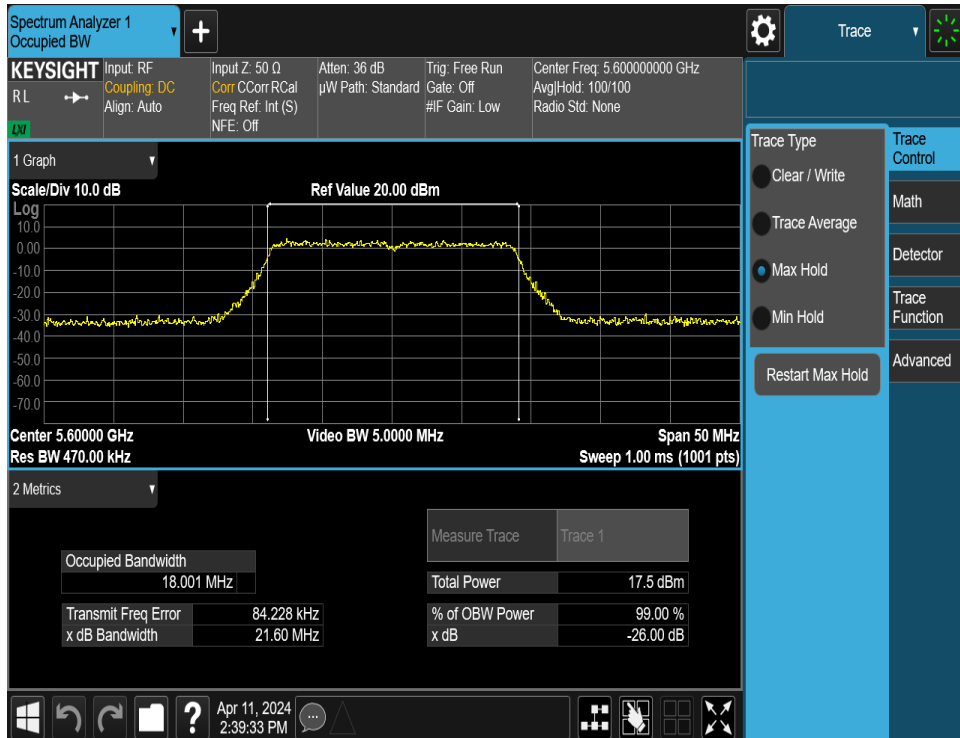 Spectrum Analyzer 1
Occupied BW
+
Trace
KEYSIGHT
R L
LXI
Input: RF
Coupling: DC
Align: Auto
Input Z: 50 Ω
Corr CCorr RCal
Freq Ref: Int (S)
NFE: Off
Atten: 36 dB
µW Path: Standard
Trig: Free Run
Gate: Off
#IF Gain: Low
Center Freq: 5.600000000 GHz
Avg|Hold: 100/100
Radio Std: None
1 Graph
Scale/Div 10.0 dB
Ref Value 20.00 dBm
Log
10.0
0.00
-10.0
-20.0
-30.0
-40.0
-50.0
-60.0
-70.0
Center 5.60000 GHz
Video BW 5.0000 MHz
Span 50 MHz
Res BW 470.00 kHz
Sweep 1.00 ms (1001 pts)
2 Metrics
Measure Trace
Trace 1
Occupied Bandwidth
18.001 MHz
Total Power
17.5 dBm
Transmit Freq Error
84.228 kHz
% of OBW Power
99.00 %
x dB Bandwidth
21.60 MHz
x dB
-26.00 dB
Trace Type
Clear / Write
Trace Average
Max Hold
Min Hold
Restart Max Hold
Trace
Control
Math
Detector
Trace
Function
Advanced
?
Apr 11, 2024
2:39:33 PM